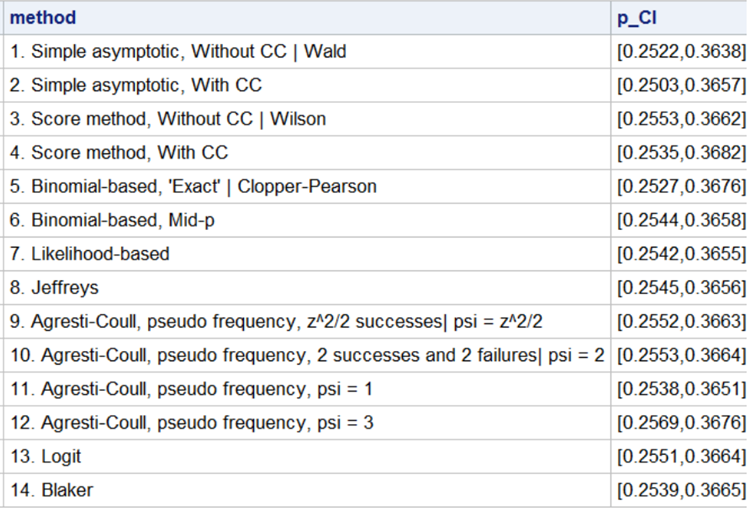 method p_CI
1. Simple asymptotic, Without CC | Wald [0.2522,0.3638]
2. Simple asymptotic, With CC [0.2503,0.3657]
3. Score method, Without CC | Wilson [0.2553,0.3662]
4. Score method, With CC [0.2535,0.3682]
5. Binomial-based, 'Exact' | Clopper-Pearson [0.2527,0.3676]
6. Binomial-based, Mid-p [0.2544,0.3658]
7. Likelihood-based [0.2542,0.3655]
8. Jeffreys [0.2545,0.3656]
9. Agresti-Coull, pseudo frequency, z^2/2 successes| psi = z^2/2 [0.2552,0.3663]
10. Agresti-Coull, pseudo frequency, 2 successes and 2 failures| psi = 2 [0.2553,0.3664]
11. Agresti-Coull, pseudo frequency, psi = 1 [0.2538,0.3651]
12. Agresti-Coull, pseudo frequency, psi = 3 [0.2569,0.3676]
13. Logit [0.2551,0.3664]
14. Blaker [0.2539,0.3665]